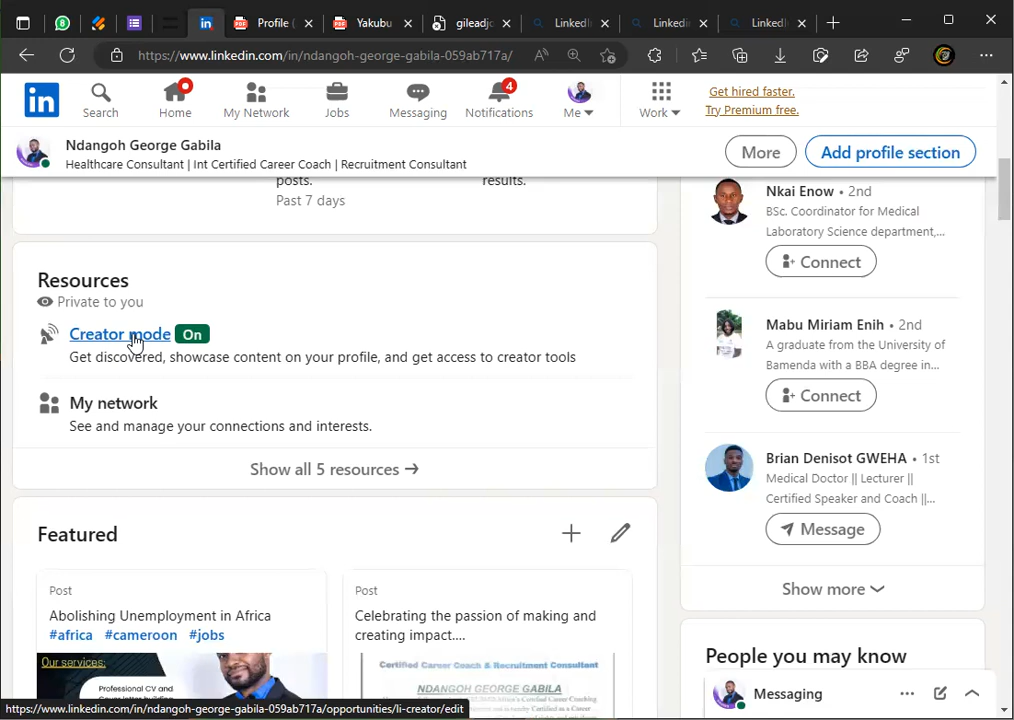 Profile (
Yakubu
gileadjc
LinkedI
Linkedin
LinkedI
https://www.linkedin.com/in/ndangoh-george-gabila-059ab717a/
in
Search
Home
My Network
Jobs
Messaging
4
Notifications
Me
Work
Get hired faster.
Try Premium free.
Ndangoh George Gabila
Healthcare Consultant | Int Certified Career Coach | Recruitment Consultant
More
Add profile section
posts.
results.
Past 7 days
Resources
Private to you
Creator mode On
Get discovered, showcase content on your profile, and get access to creator tools
My network
See and manage your connections and interests.
Show all 5 resources →
Featured
Post
Abolishing Unemployment in Africa
#africa #cameroon #jobs
Our services:
Professional CV and
Cover letter building
Post
Celebrating the passion of making and
creating impact....
Certified Career Coach & Recruitment Consultant
NDANGOH GEORGE GABILA
Nkai Enow • 2nd
BSc. Coordinator for Medical
Laboratory Science department,...
Connect
Mabu Miriam Enih • 2nd
A graduate from the University of
Bamenda with a BBA degree in...
Connect
Brian Denisot GWEHA • 1st
Medical Doctor || Lecturer ||
Certified Speaker and Coach ||...
Message
Show more
People you may know
Messaging
https://www.linkedin.com/in/ndangoh-george-gabila-059ab717a/opportunities/li-creator/edit